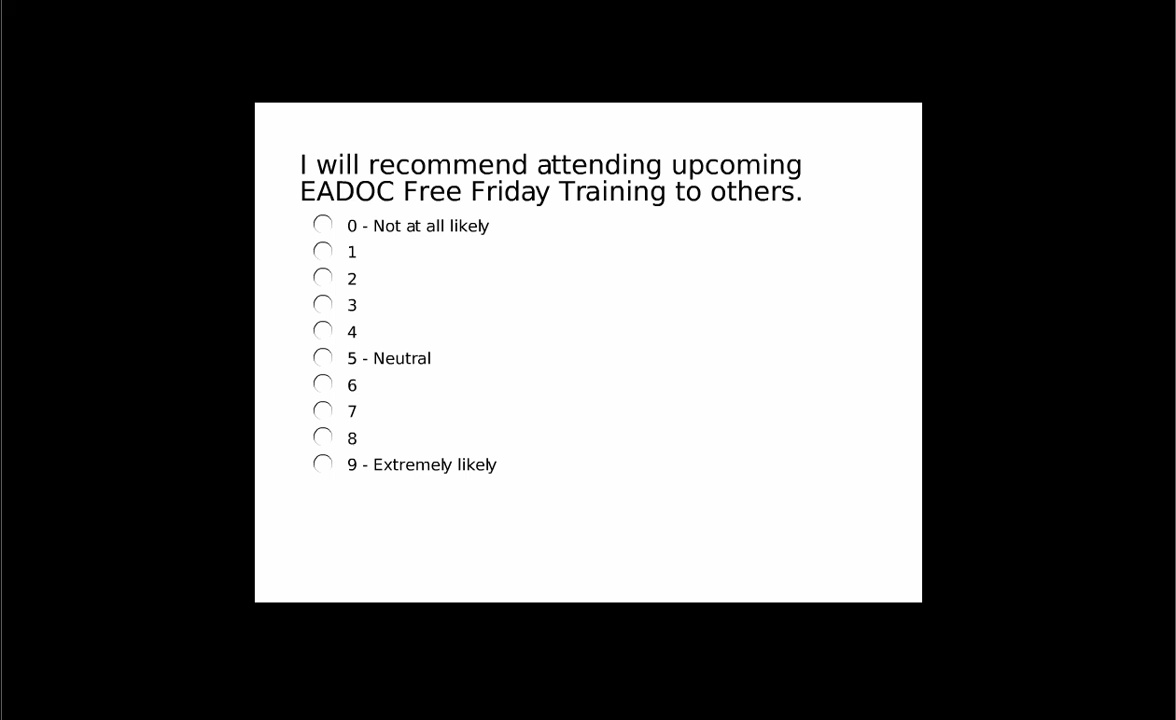 I will recommend attending upcoming
EADOC Free Friday Training to others.
0 - Not at all likely
1
2
3
4
5 - Neutral
6
7
8
9 - Extremely likely